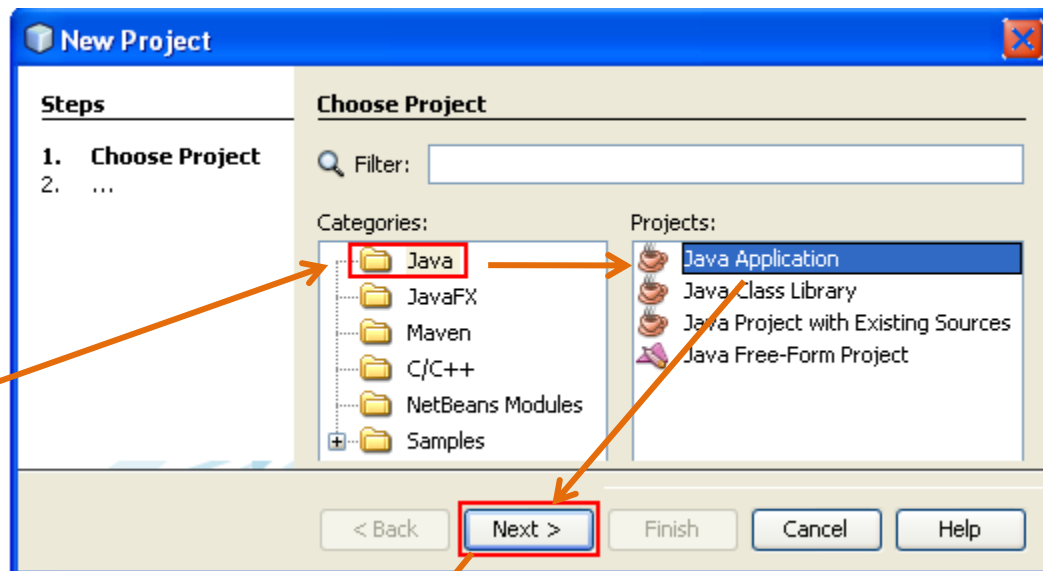 New Project
Steps
1. Choose Project
2. ...
Choose Project
Filter:
Categories:
Java
JavaFX
Maven
C/C++
NetBeans Modules
Samples
Projects:
Java Application
Java Class Library
Java Project with Existing Sources
Java Free-Form Project
< Back Next > Finish Cancel Help